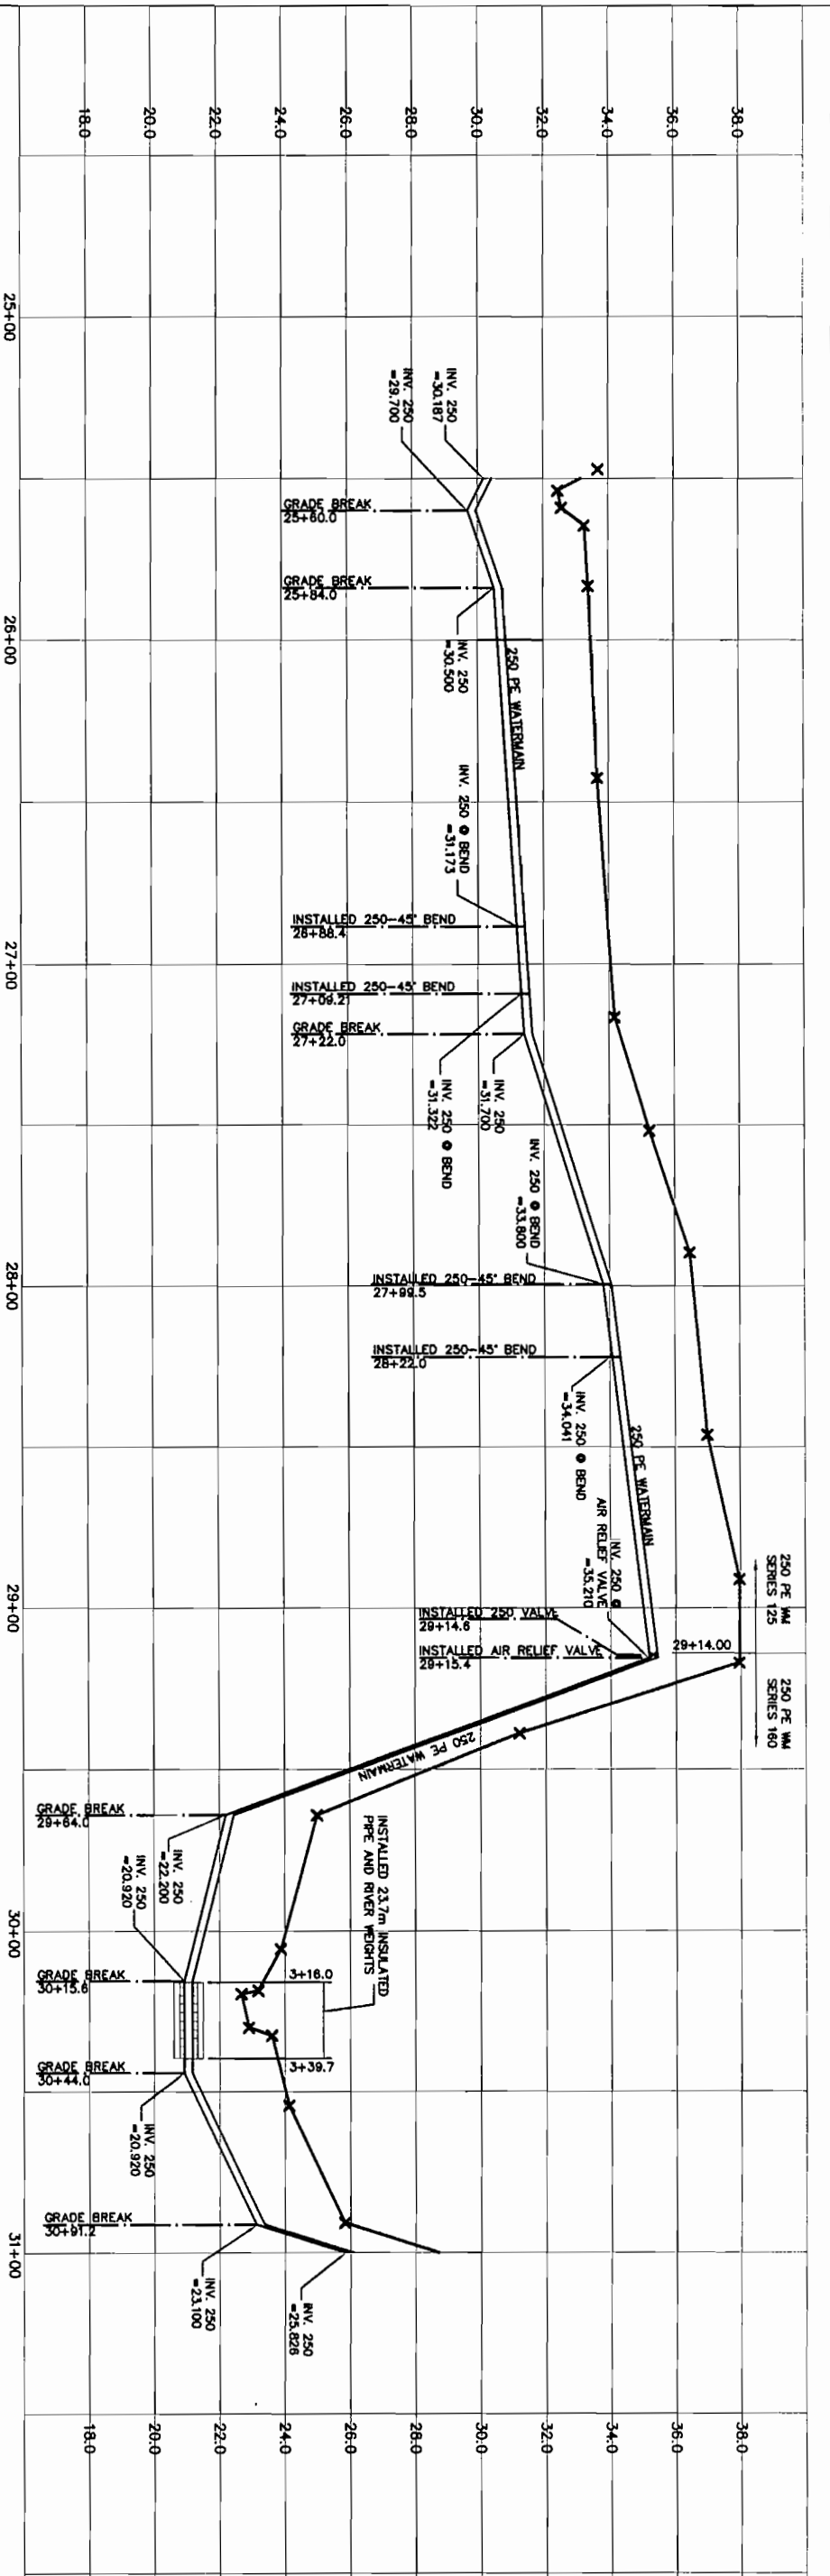 38.0
36.0
34.0
32.0
30.0
28.0
26.0
24.0
22.0
20.0
18.0
25+00
26+00
27+00
28+00
29+00
30+00
31+00
INV. 250
=30.187
INV. 250
=29.700
GRADE BREAK
25+60.0
GRADE BREAK
25+84.0
INV. 250
=30.500
250 PE WATERMAIN
INV. 250 @ BEND
=31.173
INSTALLED 250-45° BEND
26+88.4
INSTALLED 250-45° BEND
27+09.2
GRADE BREAK
27+22.0
INV. 250 @ BEND
=31.322
INV. 250
=31.700
INV. 250 @ BEND
=33.800
INSTALLED 250-45° BEND
27+99.5
INSTALLED 250-45° BEND
28+22.0
INV. 250 @ BEND
=34.041
250 PE WATERMAIN
INV. 250 @
AIR RELIEF VALVE
=35.210
INSTALLED 250 VALVE
29+14.6
INSTALLED AIR RELIEF VALVE
29+15.4
29+14.00
250 PE WM
SERIES 125
250 PE WM
SERIES 160
250 PE WATERMAIN
GRADE BREAK
29+64.0
INV. 250
=22.200
INV. 250
=20.920
INSTALLED 23.7m INSULATED
PIPE AND RIVER WEIGHTS
GRADE BREAK
30+15.6
3+16.0
3+39.7
GRADE BREAK
30+44.0
INV. 250
=20.920
GRADE BREAK
30+91.2
INV. 250
=23.100
INV. 250
=25.826
38.0
36.0
34.0
32.0
30.0
28.0
26.0
24.0
22.0
20.0
18.0